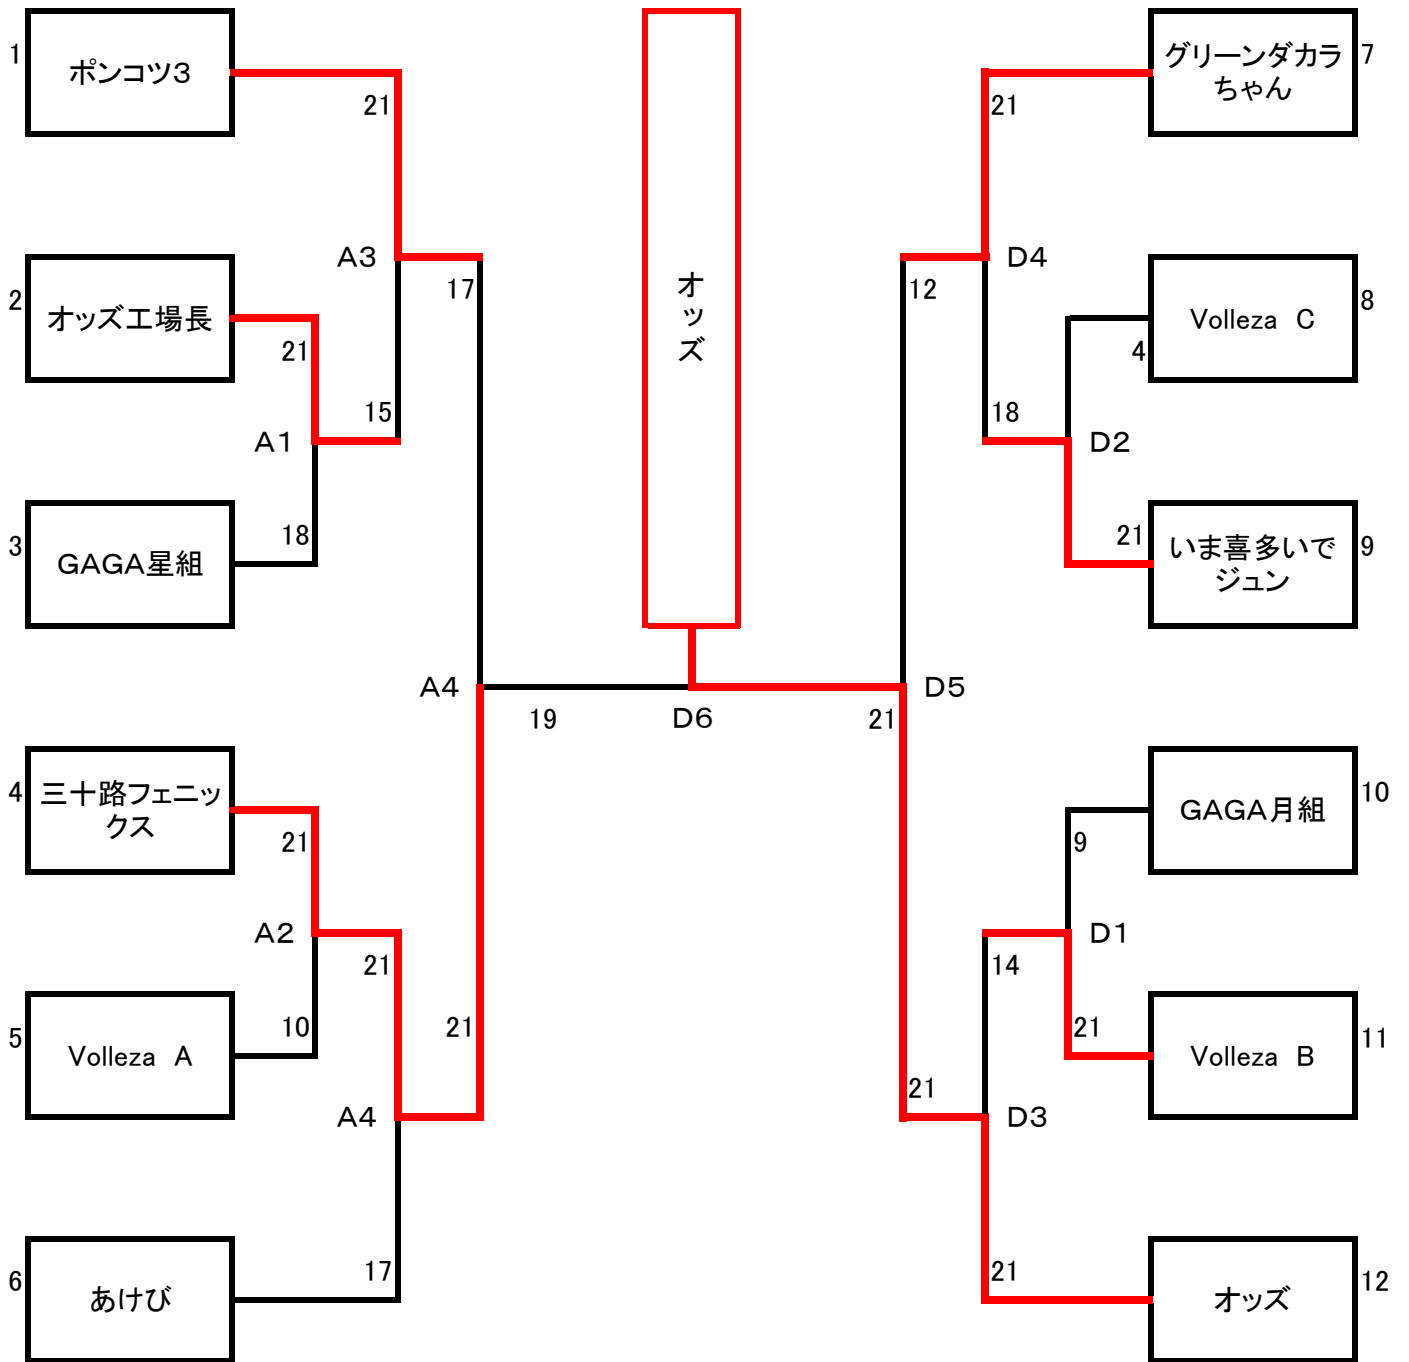 1
ポンコツ3
21
グリーンダカラ
ちゃん
7
21
A3
17
オッズ
12
D4
2
オッズ工場長
21
Volleza C
8
4
15
A1
18
D2
3
GAGA星組
18
21
いま喜多いで
ジュン
9
A4
19
D6
21
D5
4
三十路フェニッ
クス
21
GAGA月組
10
9
A2
21
14
D1
5
Volleza A
10
21
21
Volleza B
11
A4
21
D3
6
あけび
17
21
オッズ
12